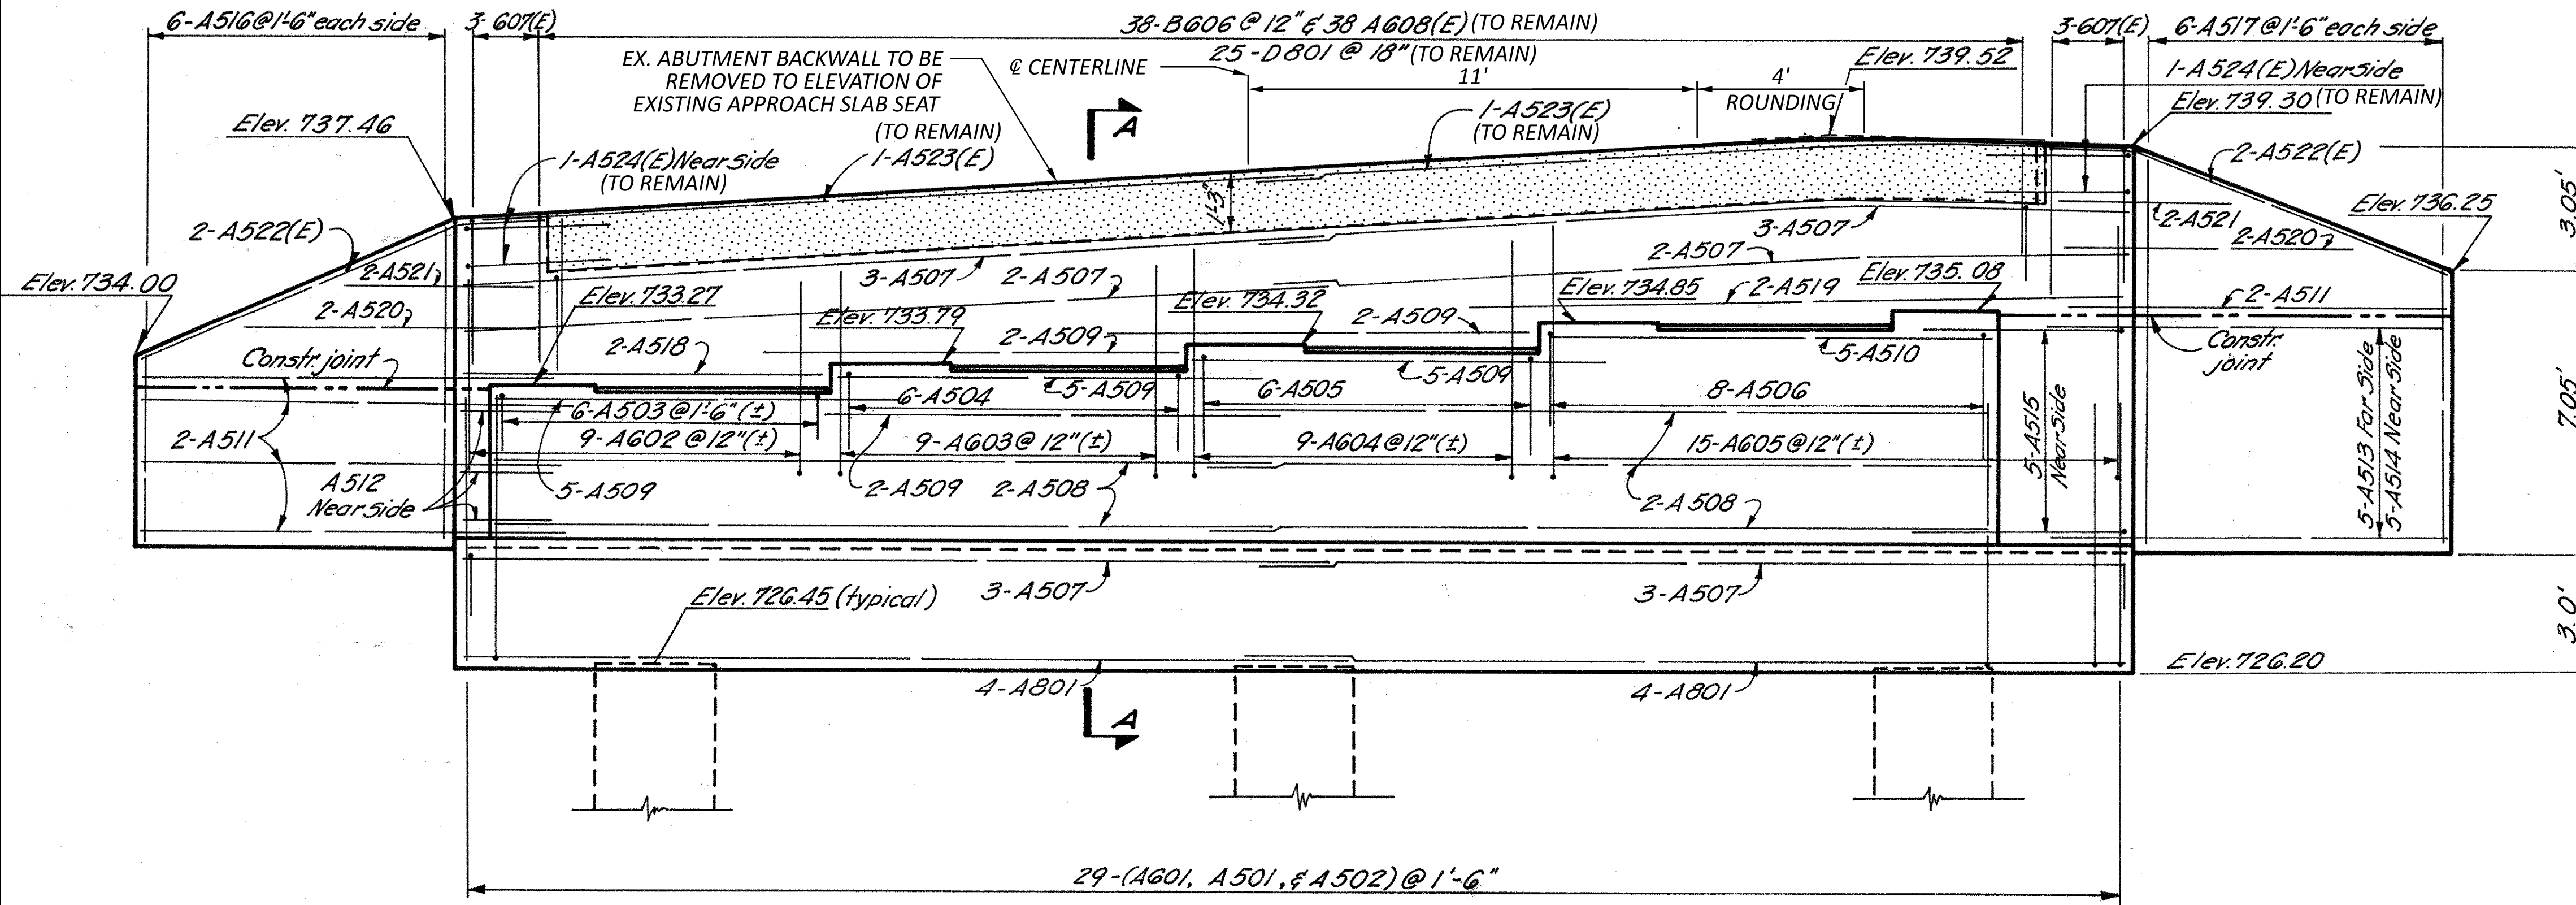 6-A516@1'-6" each side
3-607(E)
38-B606 @ 12" & 38 A608(E) (TO REMAIN)
3-607(E)
6-A517@1'-6" each side
25-D801 @ 18" (TO REMAIN)
EX. ABUTMENT BACKWALL TO BE
REMOVED TO ELEVATION OF
EXISTING APPROACH SLAB SEAT
℄ CENTERLINE
11'
4'
ROUNDING
Elev. 739.52
1-A524(E) Near Side
(TO REMAIN)
Elev. 739.30
Elev. 737.46
A
1-A523(E)
(TO REMAIN)
(TO REMAIN)
1-A523(E)
1-A524(E) Near Side
(TO REMAIN)
2-A522(E)
2-A522(E)
1'-3"
3.05'
2-A521
Elev. 736.25
2-A520
3-A507
2-A507
2-A521
Elev. 734.00
2-A520
3-A507
2-A507
Elev. 733.27
Elev. 733.79
Elev. 734.32
Elev. 734.85
2-A519
Elev. 735.08
2-A511
2-A509
2-A509
Constr. joint
2-A518
5-A510
Constr.
joint
5-A509
5-A509
6-A503@1'-6"(±)
6-A504
6-A505
8-A506
9-A602@12"(±)
9-A603@12"(±)
9-A604@12"(±)
15-A605@12"(±)
5-A515
Near Side
5-A513 Far Side
5-A514 Near Side
7.05'
2-A511
A512
Near Side
5-A509
2-A509
2-A508
2-A508
3-A507
3-A507
Elev. 726.45 (typical)
3.0'
4-A801
4-A801
Elev. 726.20
A
29-(A601, A501, & A502) @ 1'-6"